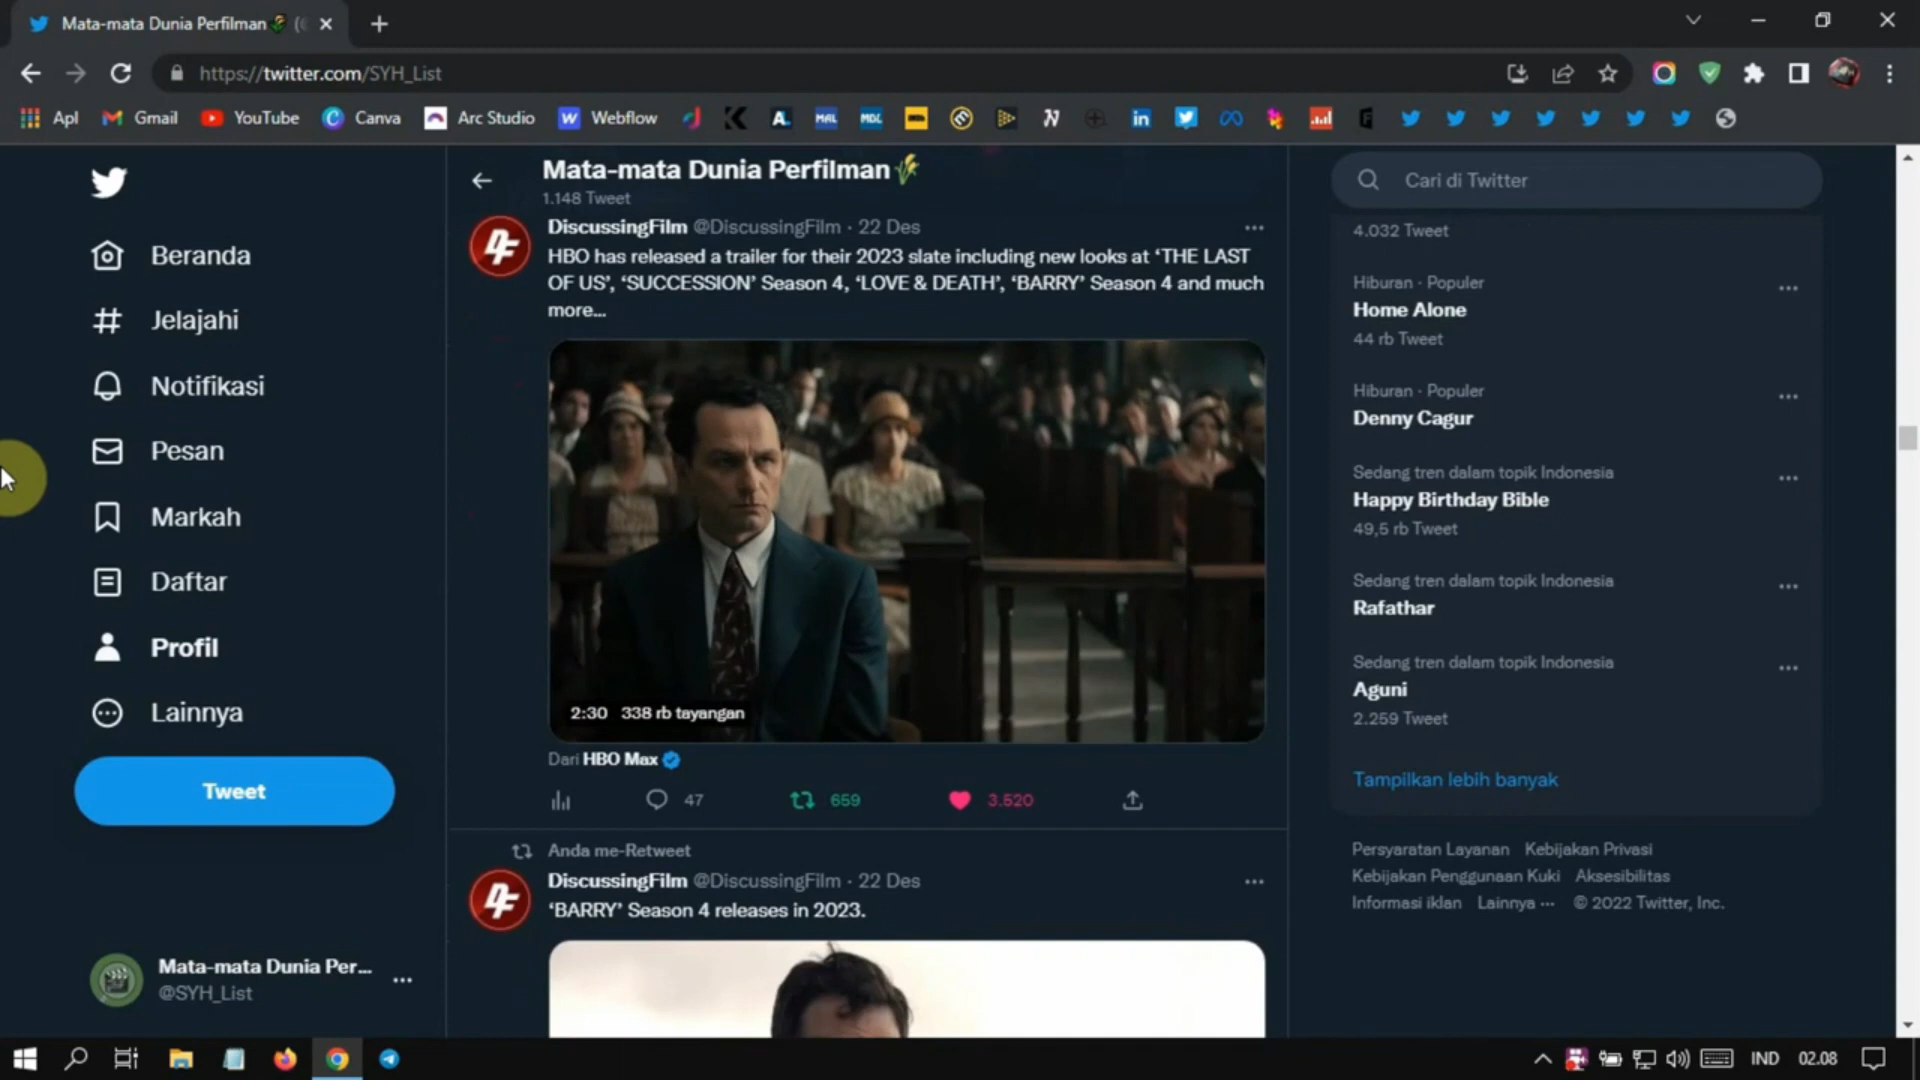 Mata-mata Dunia Perfilman
https://twitter.com/SYH_List
Apl
Gmail
YouTube
Canva
Arc Studio
Webflow
Mata-mata Dunia Perfilman
1.148 Tweet
Cari di Twitter
Beranda
Jelajahi
Notifikasi
Pesan
Markah
Daftar
Profil
Lainnya
Tweet
Mata-mata Dunia Per...
@SYH_List
DiscussingFilm @DiscussingFilm · 22 Des
HBO has released a trailer for their 2023 slate including new looks at ‘THE LAST
OF US’, ‘SUCCESSION’ Season 4, ‘LOVE & DEATH’, ‘BARRY’ Season 4 and much
more...
2:30 338 rb tayangan
Dari HBO Max
47
659
3.520
Anda me-Retweet
DiscussingFilm @DiscussingFilm · 22 Des
‘BARRY’ Season 4 releases in 2023.
4.032 Tweet
Hiburan · Populer
Home Alone
44 rb Tweet
Hiburan · Populer
Denny Cagur
Sedang tren dalam topik Indonesia
Happy Birthday Bible
49,5 rb Tweet
Sedang tren dalam topik Indonesia
Rafathar
Sedang tren dalam topik Indonesia
Aguni
2.259 Tweet
Tampilkan lebih banyak
Persyaratan Layanan Kebijakan Privasi
Kebijakan Penggunaan Kuki Aksesibilitas
Informasi iklan Lainnya ··· © 2022 Twitter, Inc.
IND 02.08